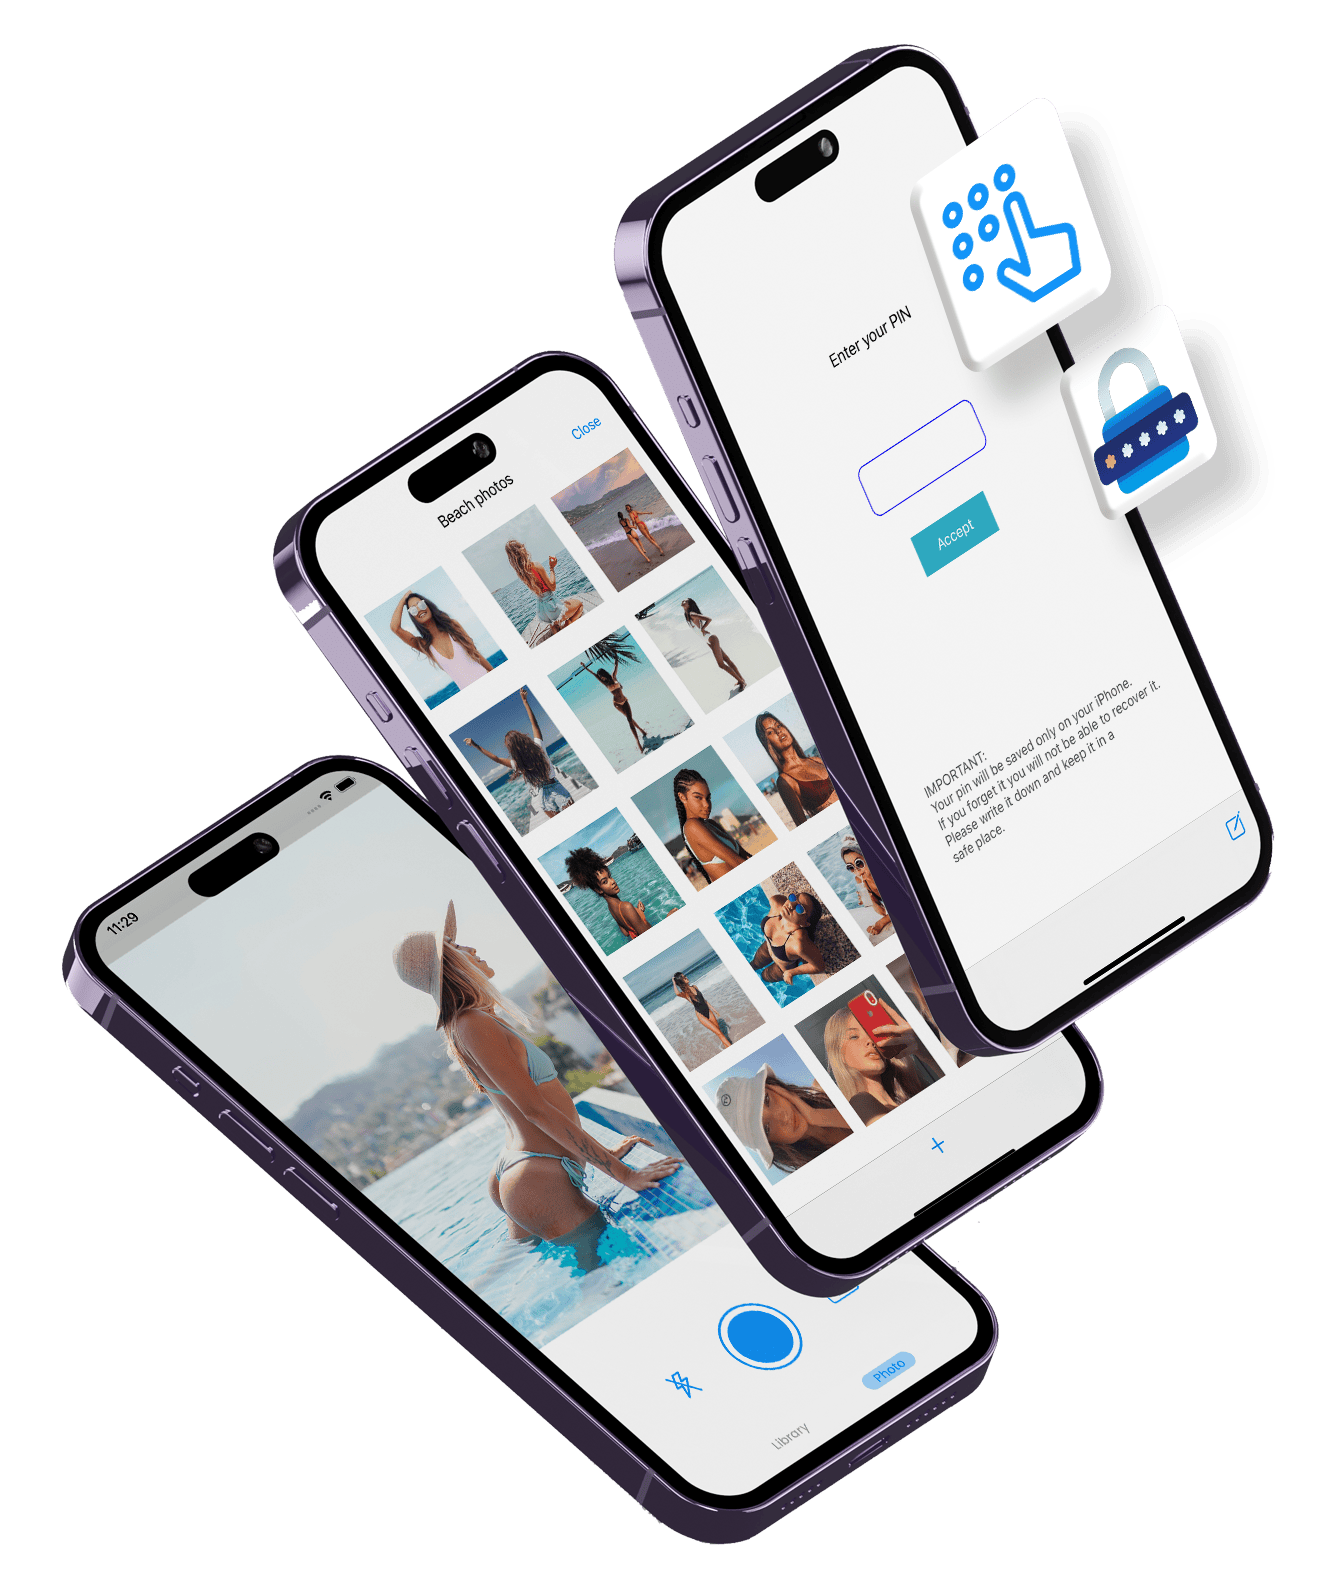 Enter your PIN
Accept
IMPORTANT:
Your pin will be saved only on your iPhone.
If you forget it you will not be able to recover it.
Please write it down and keep it in a
safe place.
Close
Beach photos
+
11:29
Photo
Library